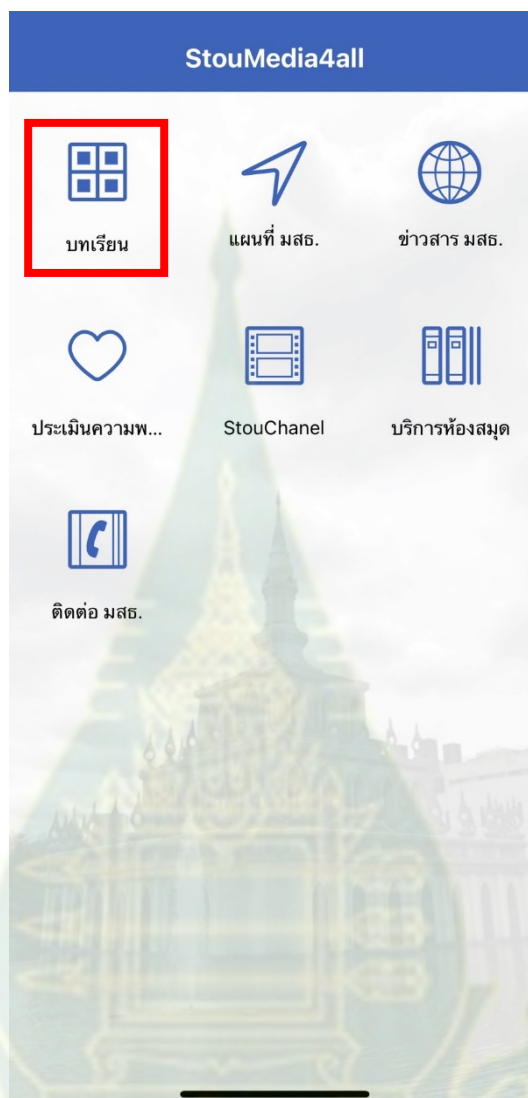 StouMedia4all
บทเรียน
แผนที่ มสธ.
ข่าวสาร มสธ.
ประเมินความพ...
StouChanel
บริการห้องสมุด
ติดต่อ มสธ.